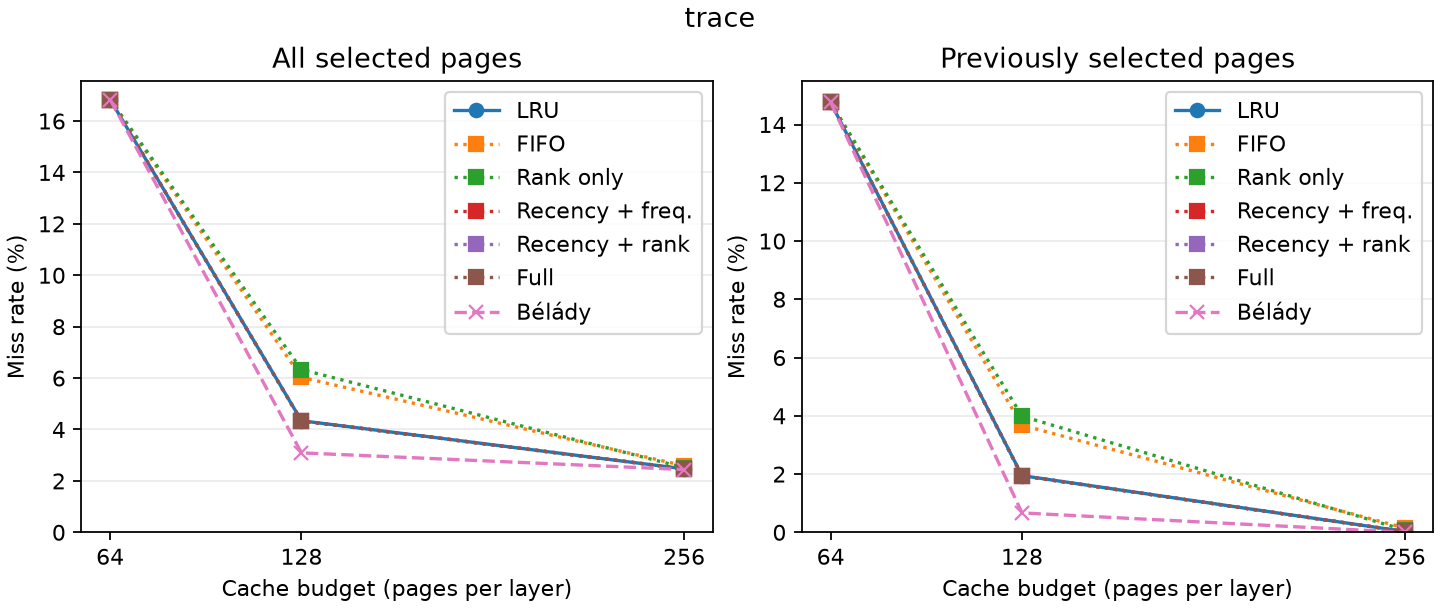 trace
All selected pages
Miss rate (%)
16
14
12
10
8
6
4
2
0
64
128
256
Cache budget (pages per layer)
LRU
FIFO
Rank only
Recency + freq.
Recency + rank
Full
Bélády
Previously selected pages
Miss rate (%)
14
12
10
8
6
4
2
0
64
128
256
Cache budget (pages per layer)
LRU
FIFO
Rank only
Recency + freq.
Recency + rank
Full
Bélády